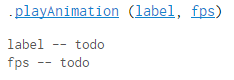 .playAnimation (label, fps)
label -- todo
fps -- todo